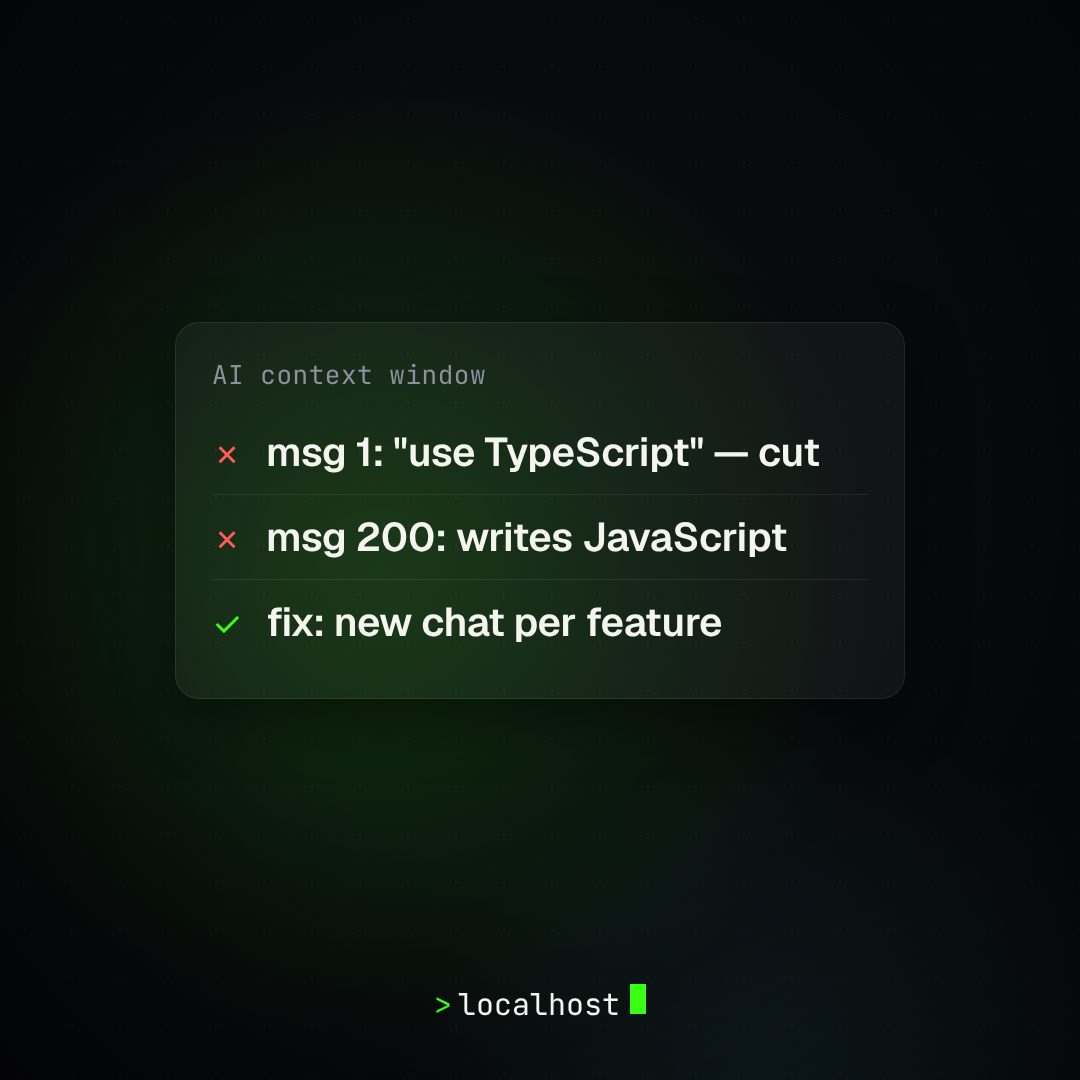 AI context window
× msg 1: "use TypeScript" — cut
× msg 200: writes JavaScript
✓ fix: new chat per feature
>localhost